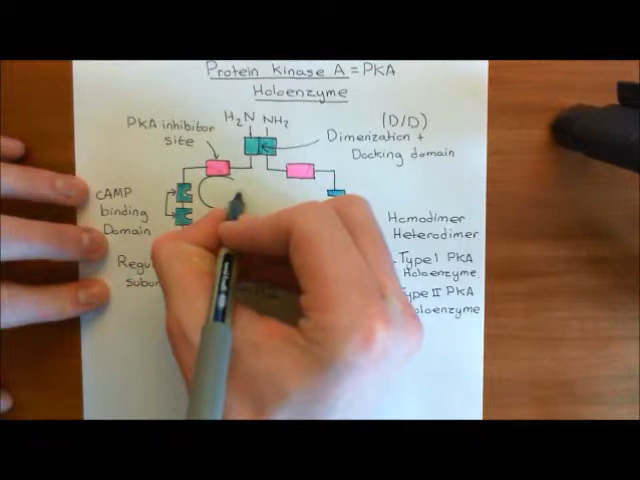 Protein Kinase A = PKA
Holoenzyme
H₂N NH₂
(D/D)
PKA inhibitor
site
Dimerization +
Docking domain
cAMP
binding
Domain
Homodimer
Heterodimer
Type I PKA
Holoenzyme
Type II PKA